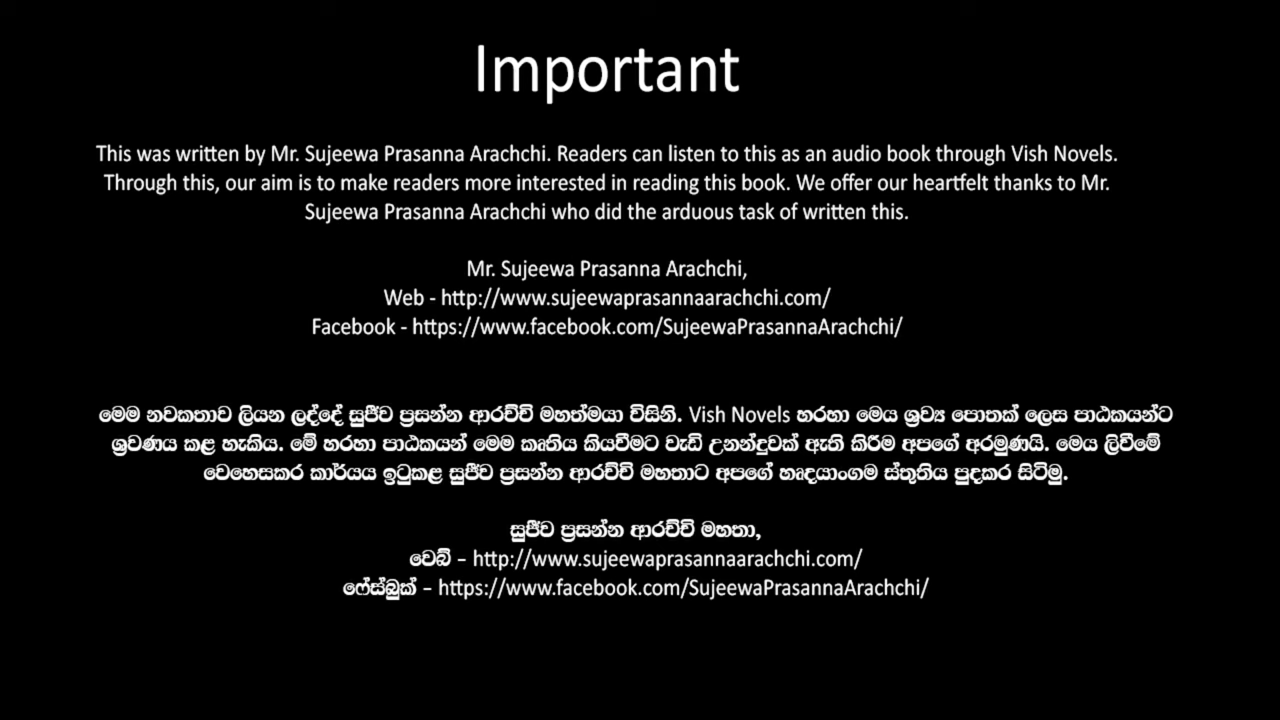 Important
This was written by Mr. Sujeewa Prasanna Arachchi. Readers can listen to this as an audio book through Vish Novels.
Through this, our aim is to make readers more interested in reading this book. We offer our heartfelt thanks to Mr.
Sujeewa Prasanna Arachchi who did the arduous task of written this.
Mr. Sujeewa Prasanna Arachchi,
Web - http://www.sujeewaprasannaarachchi.com/
Facebook - https://www.facebook.com/SujeewaPrasannaArachchi/
මෙම නවකතාව ලියන ලද්දේ සුජීව ප්‍රසන්න ආරච්චි මහත්මයා විසිනි. Vish Novels හරහා මෙය ශ්‍රව්‍ය පොතක් ලෙස පාඨකයන්ට
ශ්‍රවණය කළ හැකිය. මේ හරහා පාඨකයන් මෙම කෘතිය කියවීමට වැඩි උනන්දුවක් ඇති කිරීම අපගේ අරමුණයි. මෙය ලිවීමේ
වෙහෙසකර කාර්යය ඉටුකළ සුජීව ප්‍රසන්න ආරච්චි මහතාට අපගේ හෘදයාංගම ස්තුතිය පුදකර සිටිමු.
සුජීව ප්‍රසන්න ආරච්චි මහතා,
වෙබ් – http://www.sujeewaprasannaarachchi.com/
ෆේස්බුක් – https://www.facebook.com/SujeewaPrasannaArachchi/